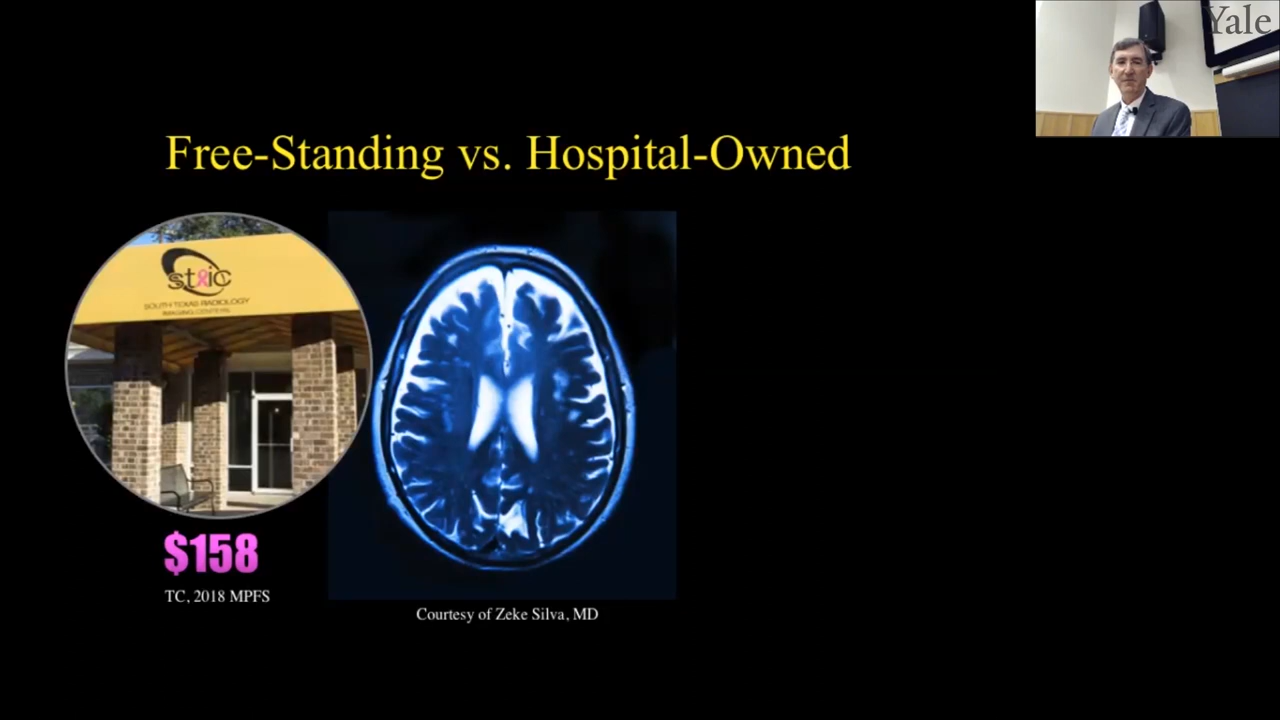 Yale
Free-Standing vs. Hospital-Owned
stric
SOUTH TEXAS RADIOLOGY
IMAGING CENTERS
$158
TC, 2018 MPFS
Courtesy of Zeke Silva, MD